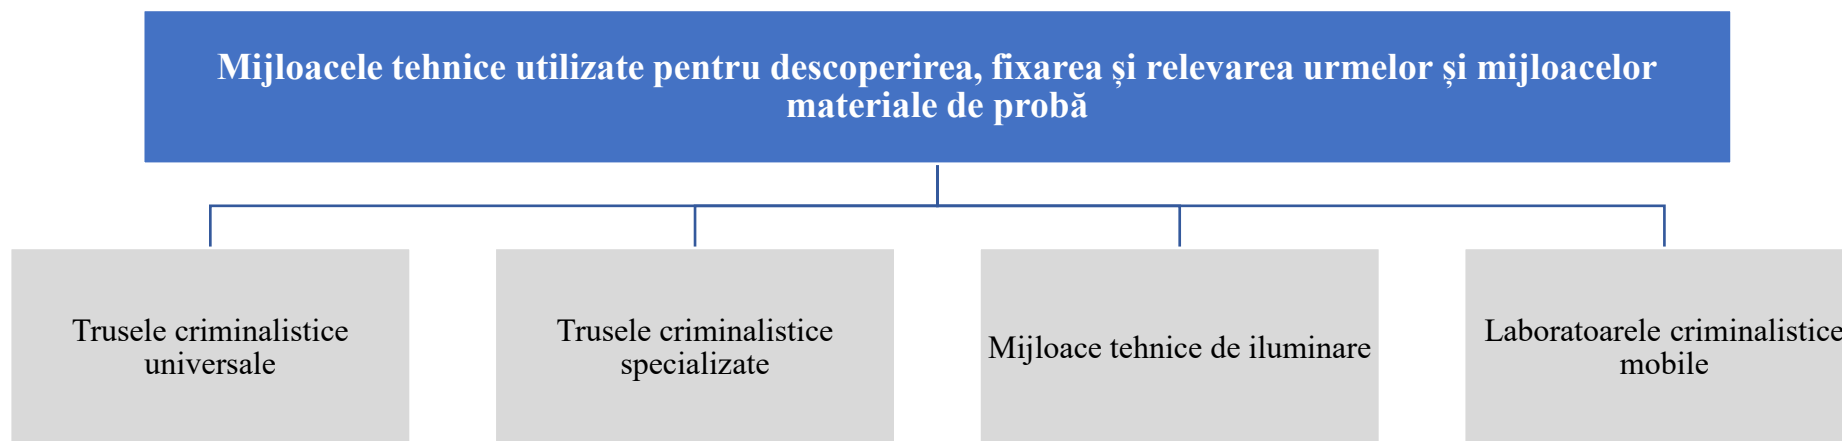 Mijloacele tehnice utilizate pentru descoperirea, fixarea și relevarea urmelor și mijloacelor
materiale de probă
Trusele criminalistice
universale
Trusele criminalistice
specializate
Mijloace tehnice de iluminare
Laboratoarele criminalistice
mobile